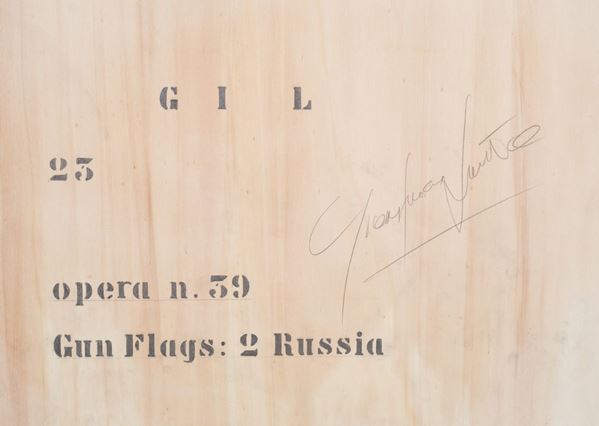 G I L
23
opera n. 39
Gun Flags: 2 Russia